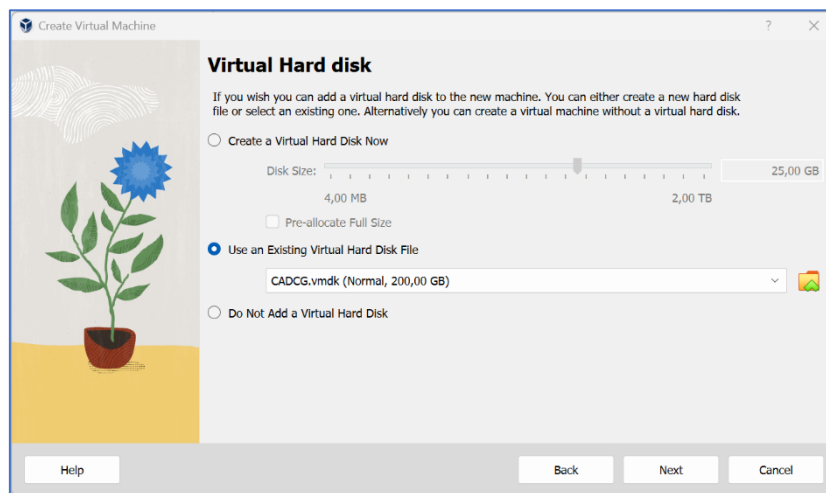 Create Virtual Machine
?
Virtual Hard disk
If you wish you can add a virtual hard disk to the new machine. You can either create a new hard disk
file or select an existing one. Alternatively you can create a virtual machine without a virtual hard disk.
Create a Virtual Hard Disk Now
Disk Size:
25,00 GB
4,00 MB
2,00 TB
Pre-allocate Full Size
Use an Existing Virtual Hard Disk File
CADCG.vmdk (Normal, 200,00 GB)
Do Not Add a Virtual Hard Disk
Help
Back
Next
Cancel